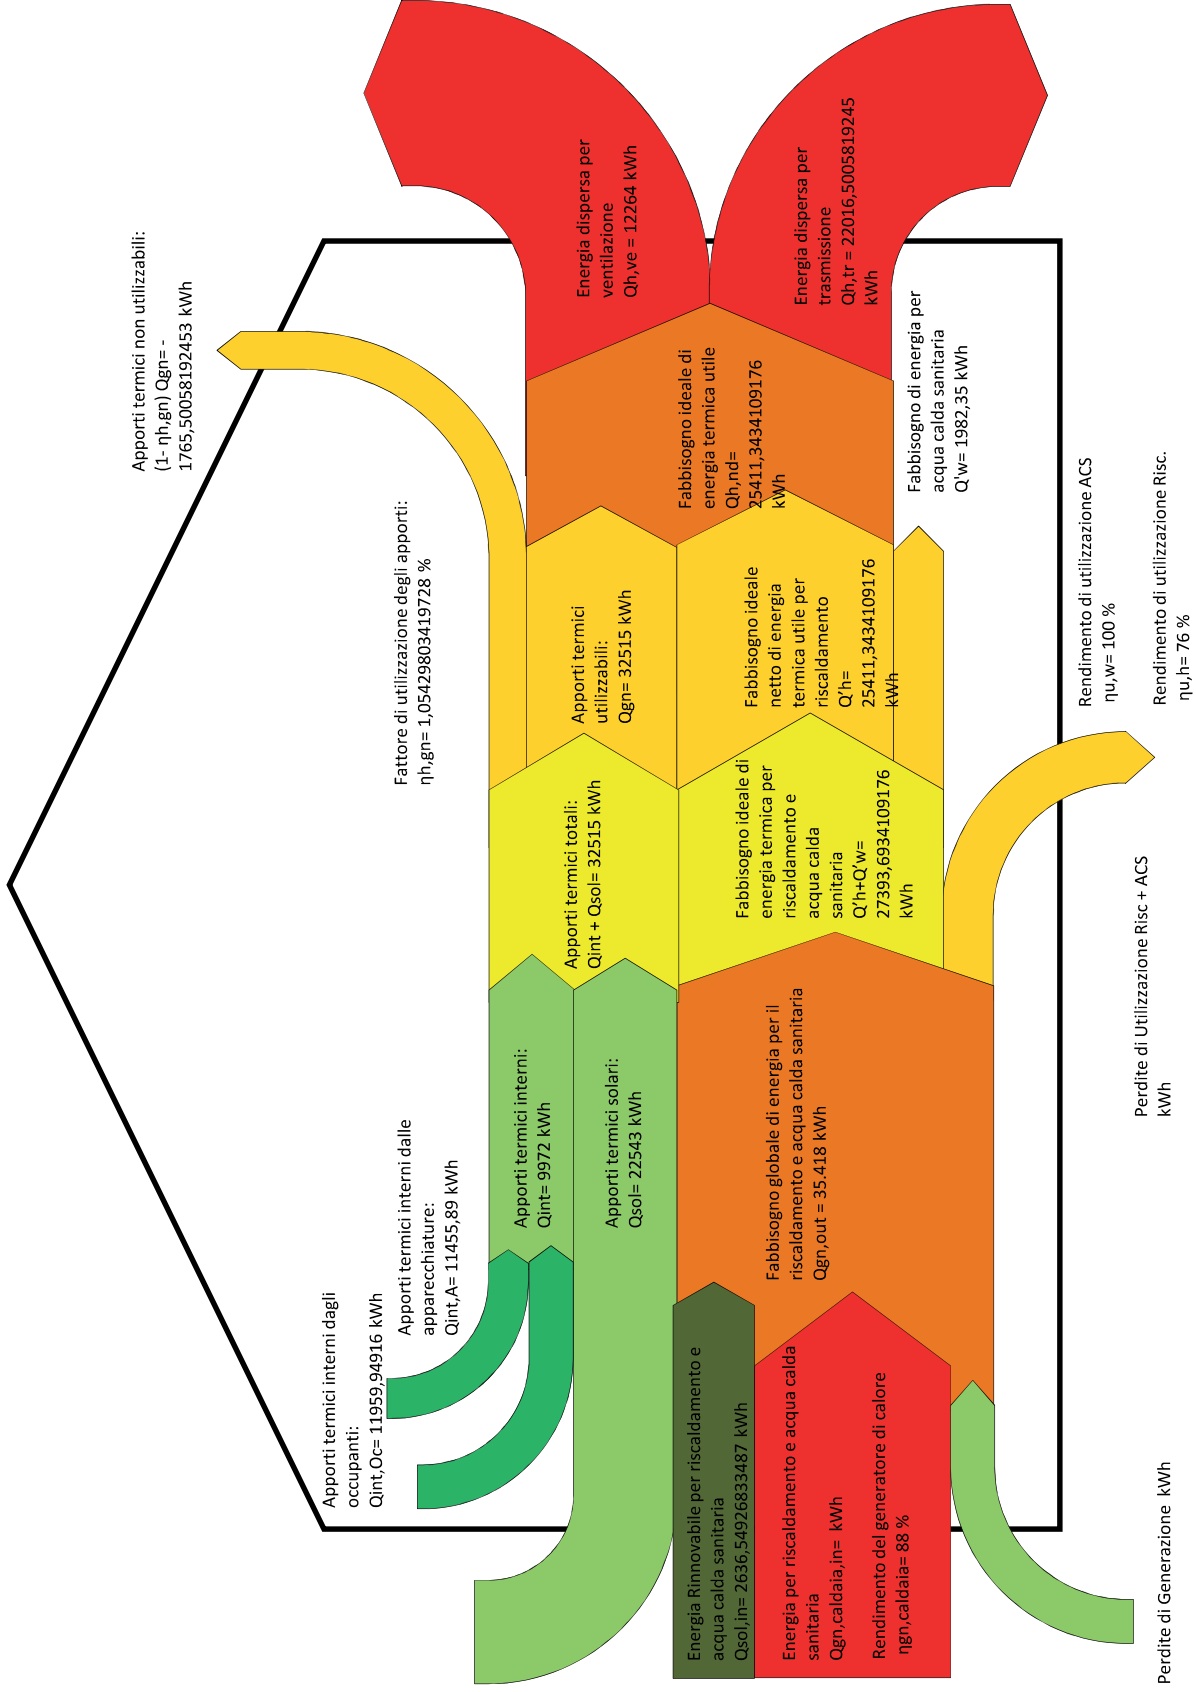 Apporti termici non utilizzabili:
(1- ηh,gn) Qgn= -
1765,50058192453 kWh
Fattore di utilizzazione degli apporti:
ηh,gn= 1,05429803419728 %
Apporti termici interni dagli
occupanti:
Qint,Oc= 11959,94916 kWh
Apporti termici interni dalle
apparecchiature:
Qint,A= 11455,89 kWh
Apporti termici interni:
Qint= 9972 kWh
Apporti termici solari:
Qsol= 22543 kWh
Apporti termici totali:
Qint + Qsol= 32515 kWh
Apporti termici
utilizzabili:
Qgn= 32515 kWh
Energia dispersa per
ventilazione
Qh,ve = 12264 kWh
Energia dispersa per
trasmissione
Qh,tr = 22016,5005819245
kWh
Fabbisogno ideale di
energia termica utile
Qh,nd=
25411,3434109176
kWh
Fabbisogno ideale
netto di energia
termica utile per
riscaldamento
Q’h=
25411,3434109176
kWh
Fabbisogno di energia per
acqua calda sanitaria
Q'w= 1982,35 kWh
Fabbisogno ideale di
energia termica per
riscaldamento e
acqua calda
sanitaria
Q’h+Q’w=
27393,6934109176
kWh
Fabbisogno globale di energia per il
riscaldamento e acqua calda sanitaria
Qgn,out = 35.418 kWh
Energia Rinnovabile per riscaldamento e
acqua calda sanitaria
Qsol,in= 2636,54926833487 kWh
Energia per riscaldamento e acqua calda
sanitaria
Qgn,caldaia,in= kWh
Rendimento del generatore di calore
ηgn,caldaia= 88 %
Rendimento di utilizzazione ACS
ηu,w= 100 %
Rendimento di utilizzazione Risc.
ηu,h= 76 %
Perdite di Utilizzazione Risc + ACS
kWh
Perdite di Generazione kWh